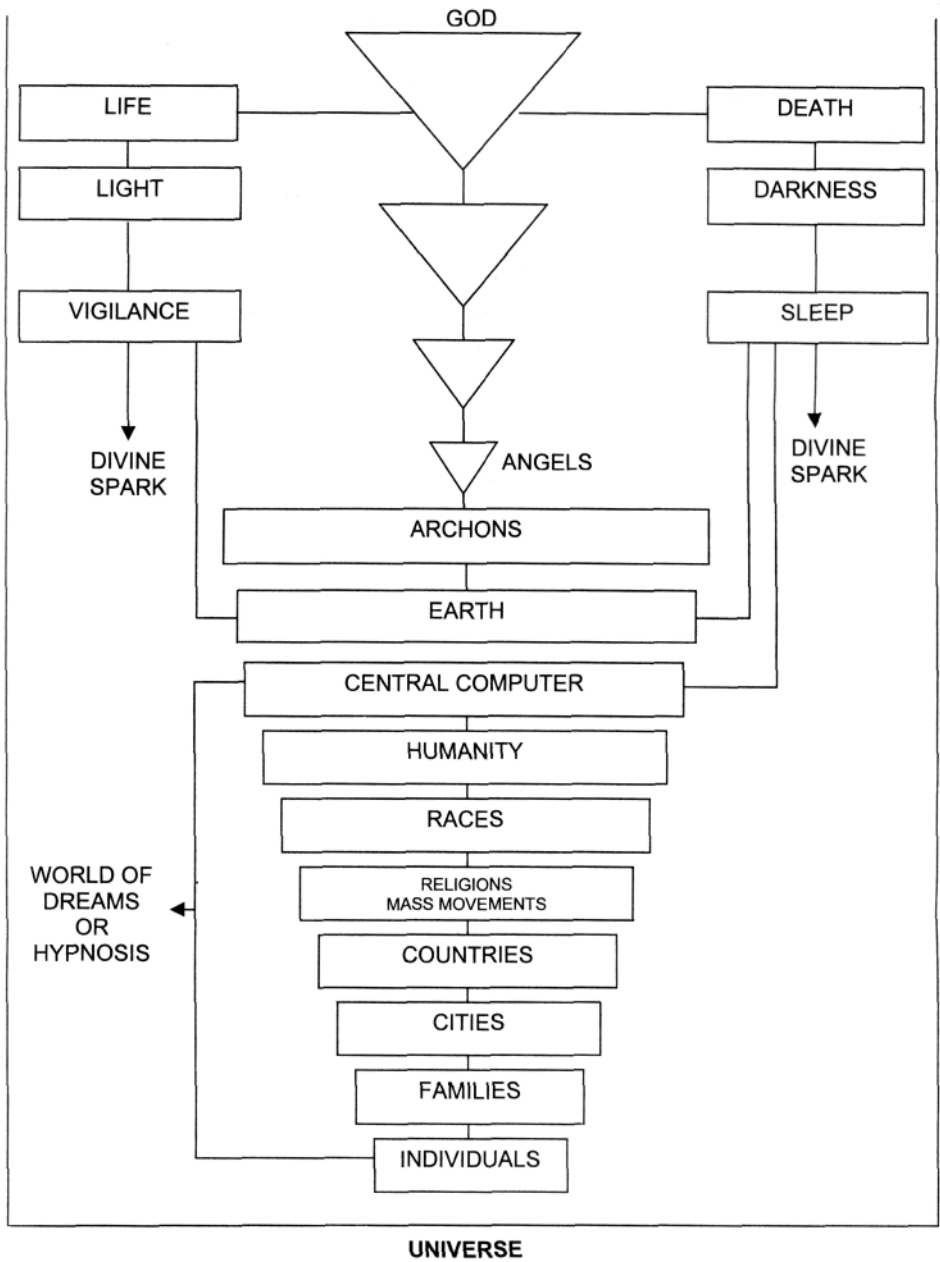 GOD
LIFE
DEATH
LIGHT
DARKNESS
VIGILANCE
SLEEP
DIVINE
SPARK
ANGELS
DIVINE
SPARK
ARCHONS
EARTH
CENTRAL COMPUTER
HUMANITY
RACES
WORLD OF
DREAMS
OR
HYPNOSIS
RELIGIONS
MASS MOVEMENTS
COUNTRIES
CITIES
FAMILIES
INDIVIDUALS
UNIVERSE